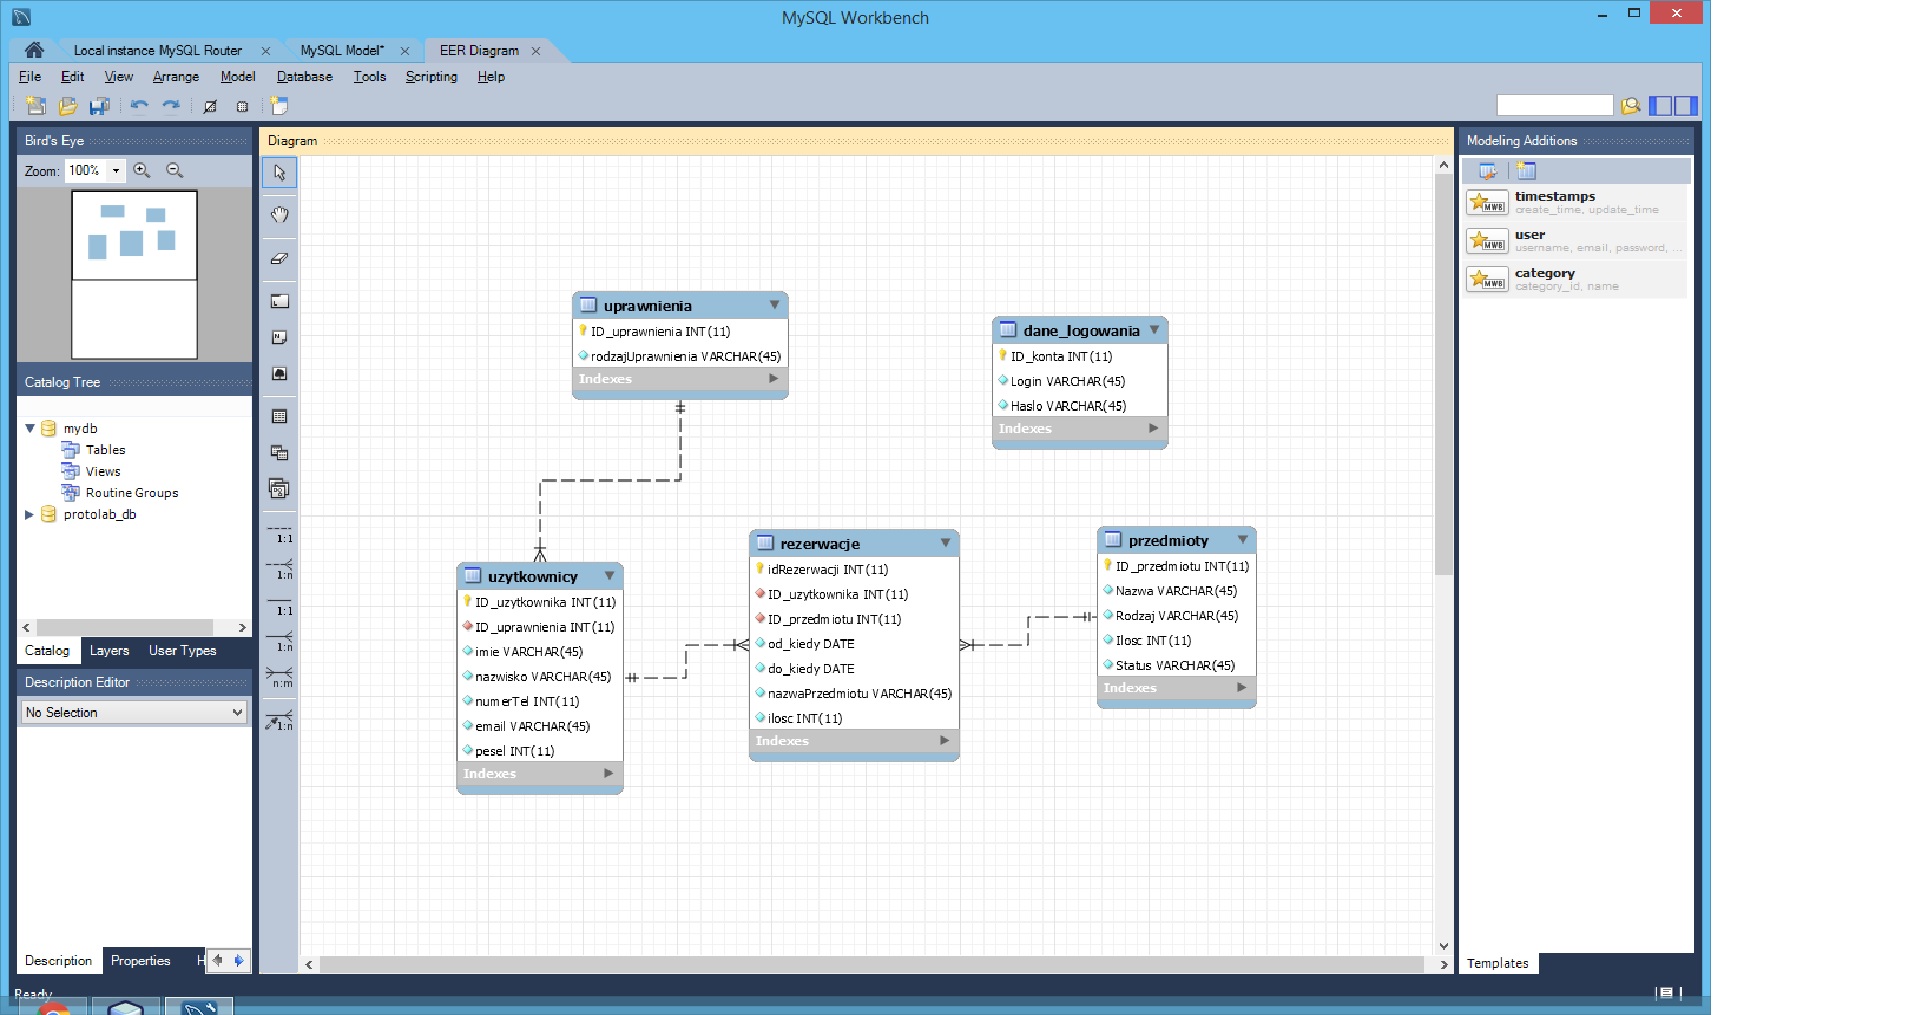 MySQL Workbench
Local instance MySQL Router
MySQL Model*
EER Diagram
File Edit View Arrange Model Database Tools Scripting Help
Bird's Eye
Zoom: 100%
Catalog Tree
mydb
Tables
Views
Routine Groups
protolab_db
Catalog Layers User Types
Description Editor
No Selection
Description Properties H
Ready
Diagram
1:1
1:n
1:1
1:n
n:m
1:n
uprawnienia
ID_uprawnienia INT(11)
rodzajUprawnienia VARCHAR(45)
Indexes
dane_logowania
ID_konta INT(11)
Login VARCHAR(45)
Haslo VARCHAR(45)
Indexes
uzytkownicy
ID_uzytkownika INT(11)
ID_uprawnienia INT(11)
imie VARCHAR(45)
nazwisko VARCHAR(45)
numerTel INT(11)
email VARCHAR(45)
pesel INT(11)
Indexes
rezerwacje
idRezerwacji INT(11)
ID_uzytkownika INT(11)
ID_przedmiotu INT(11)
od_kiedy DATE
do_kiedy DATE
nazwaPrzedmiotu VARCHAR(45)
ilosc INT(11)
Indexes
przedmioty
ID_przedmiotu INT(11)
Nazwa VARCHAR(45)
Rodzaj VARCHAR(45)
Ilosc INT(11)
Status VARCHAR(45)
Indexes
Modeling Additions
MWB
timestamps
create_time, update_time
MWB
user
username, email, password, ...
MWB
category
category_id, name
Templates